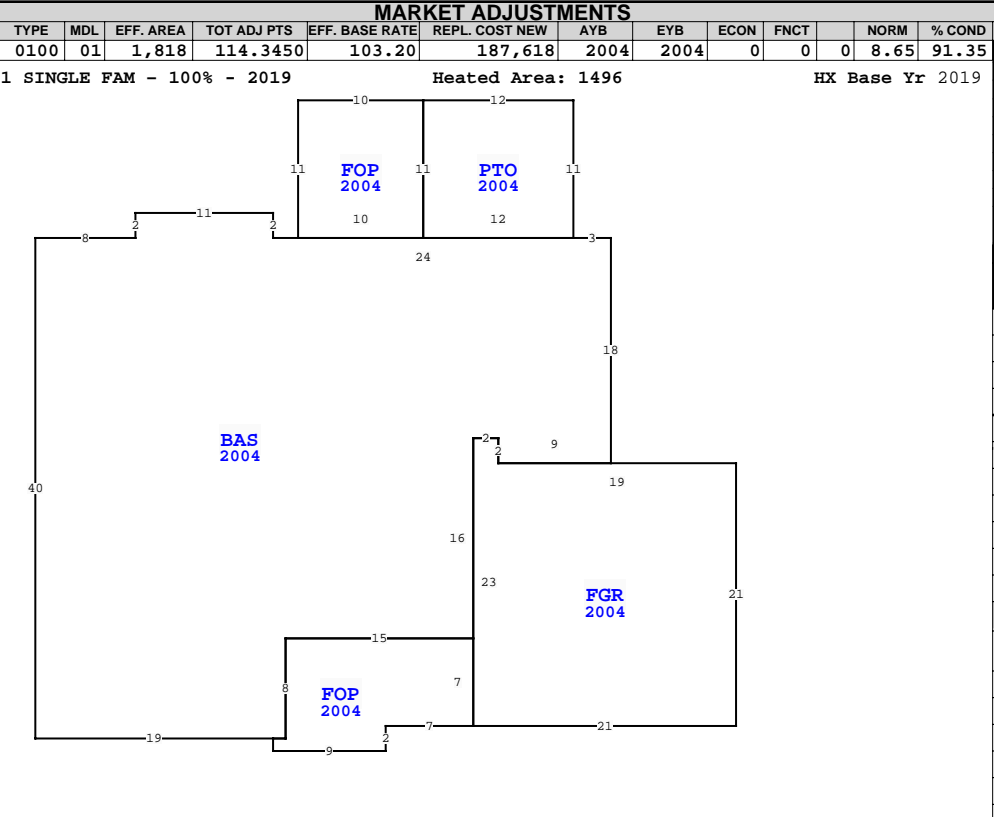 MARKET ADJUSTMENTS
TYPE MDL EFF. AREA TOT ADJ PTS EFF. BASE RATE REPL. COST NEW AYB EYB ECON FNCT NORM % COND
0100 01 1,818 114.3450 103.20 187,618 2004 2004 0 0 0 8.65 91.35
1 SINGLE FAM - 100% - 2019 Heated Area: 1496 HX Base Yr 2019
10 12
11 FOP 11 PTO 11
2004 2004
11 10 12
2 2
8 3
24
18
BAS 2 9
2004 2
19
40
16
23
FGR 21
2004
15
7
8 FOP
2004
7 21
19 2
9